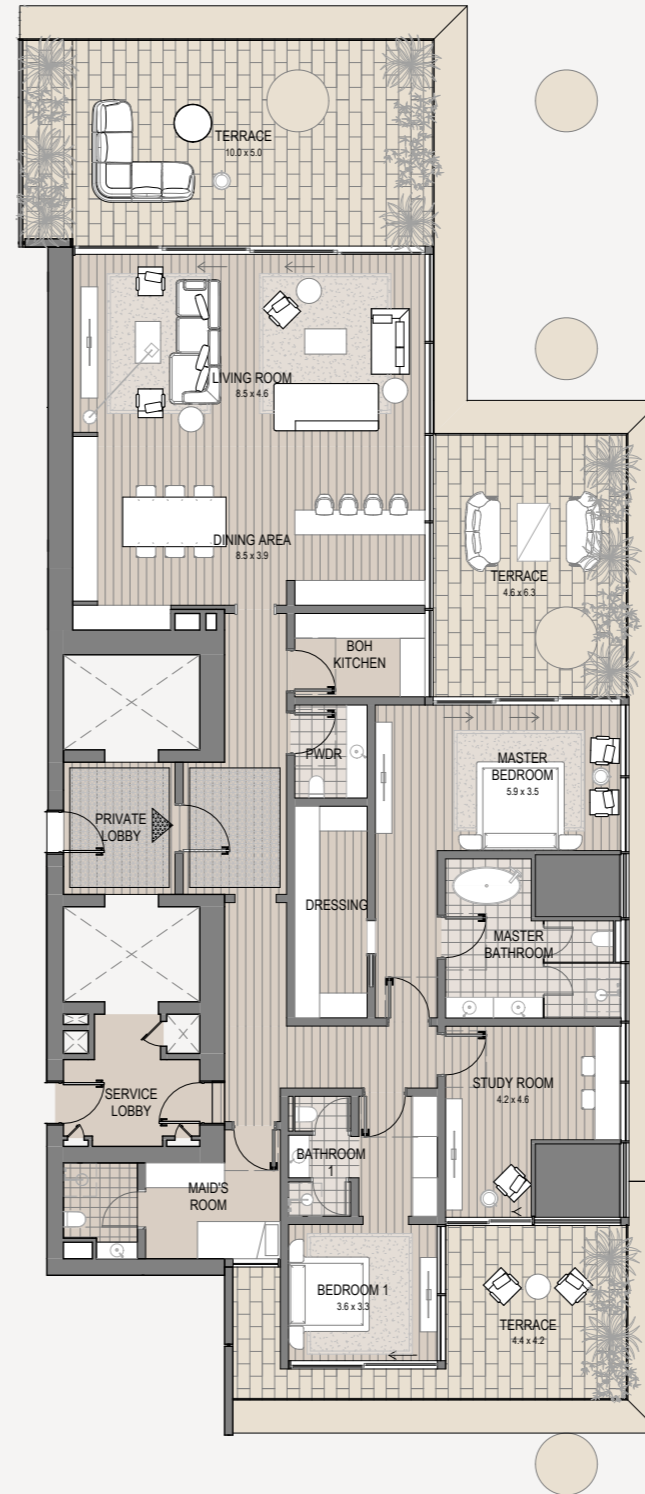 TERRACE
10.0 x 5.0
LIVING ROOM
8.5 x 4.6
DINING AREA
8.5 x 3.9
TERRACE
4.6 x 6.3
BOH
KITCHEN
PWDR
MASTER
BEDROOM
5.9 x 3.5
PRIVATE
LOBBY
DRESSING
MASTER
BATHROOM
STUDY ROOM
4.2 x 4.6
SERVICE
LOBBY
BATHROOM
1
MAID'S
ROOM
BEDROOM 1
3.6 x 3.3
TERRACE
4.4 x 4.2